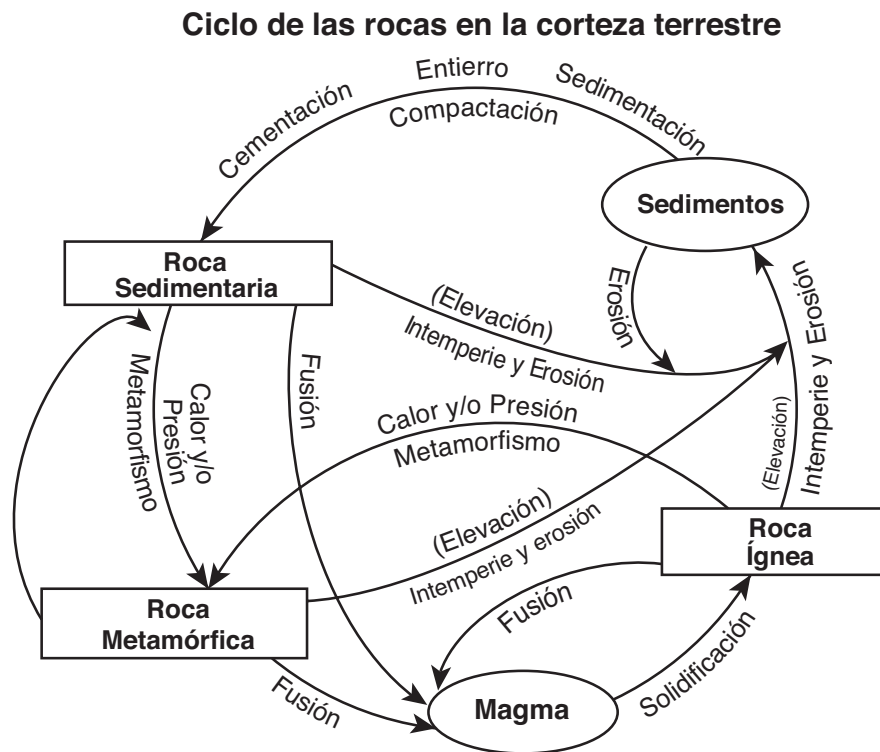 Ciclo de las rocas en la corteza terrestre
Entierro
Sedimentación
Cementación
Compactación
Sedimentos
Roca
Sedimentaria
Erosión
(Elevación)
Intemperie y Erosión
Intemperie y Erosión
(Elevación)
Fusión
Metamorfismo
Calor y/o
Presión
Calor y/o Presión
Metamorfismo
(Elevación)
Intemperie y erosión
Roca
Ígnea
Roca
Metamórfica
Fusión
Solidificación
Fusión
Magma